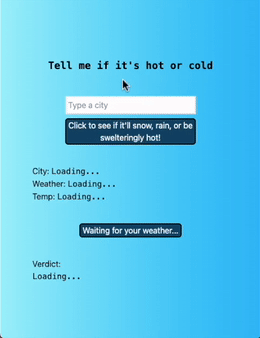 Tell me if it's hot or cold
Type a city
Click to see if it'll snow, rain, or be
swelteringly hot!
City: Loading...
Weather: Loading...
Temp: Loading...
Waiting for your weather...
Verdict:
Loading...